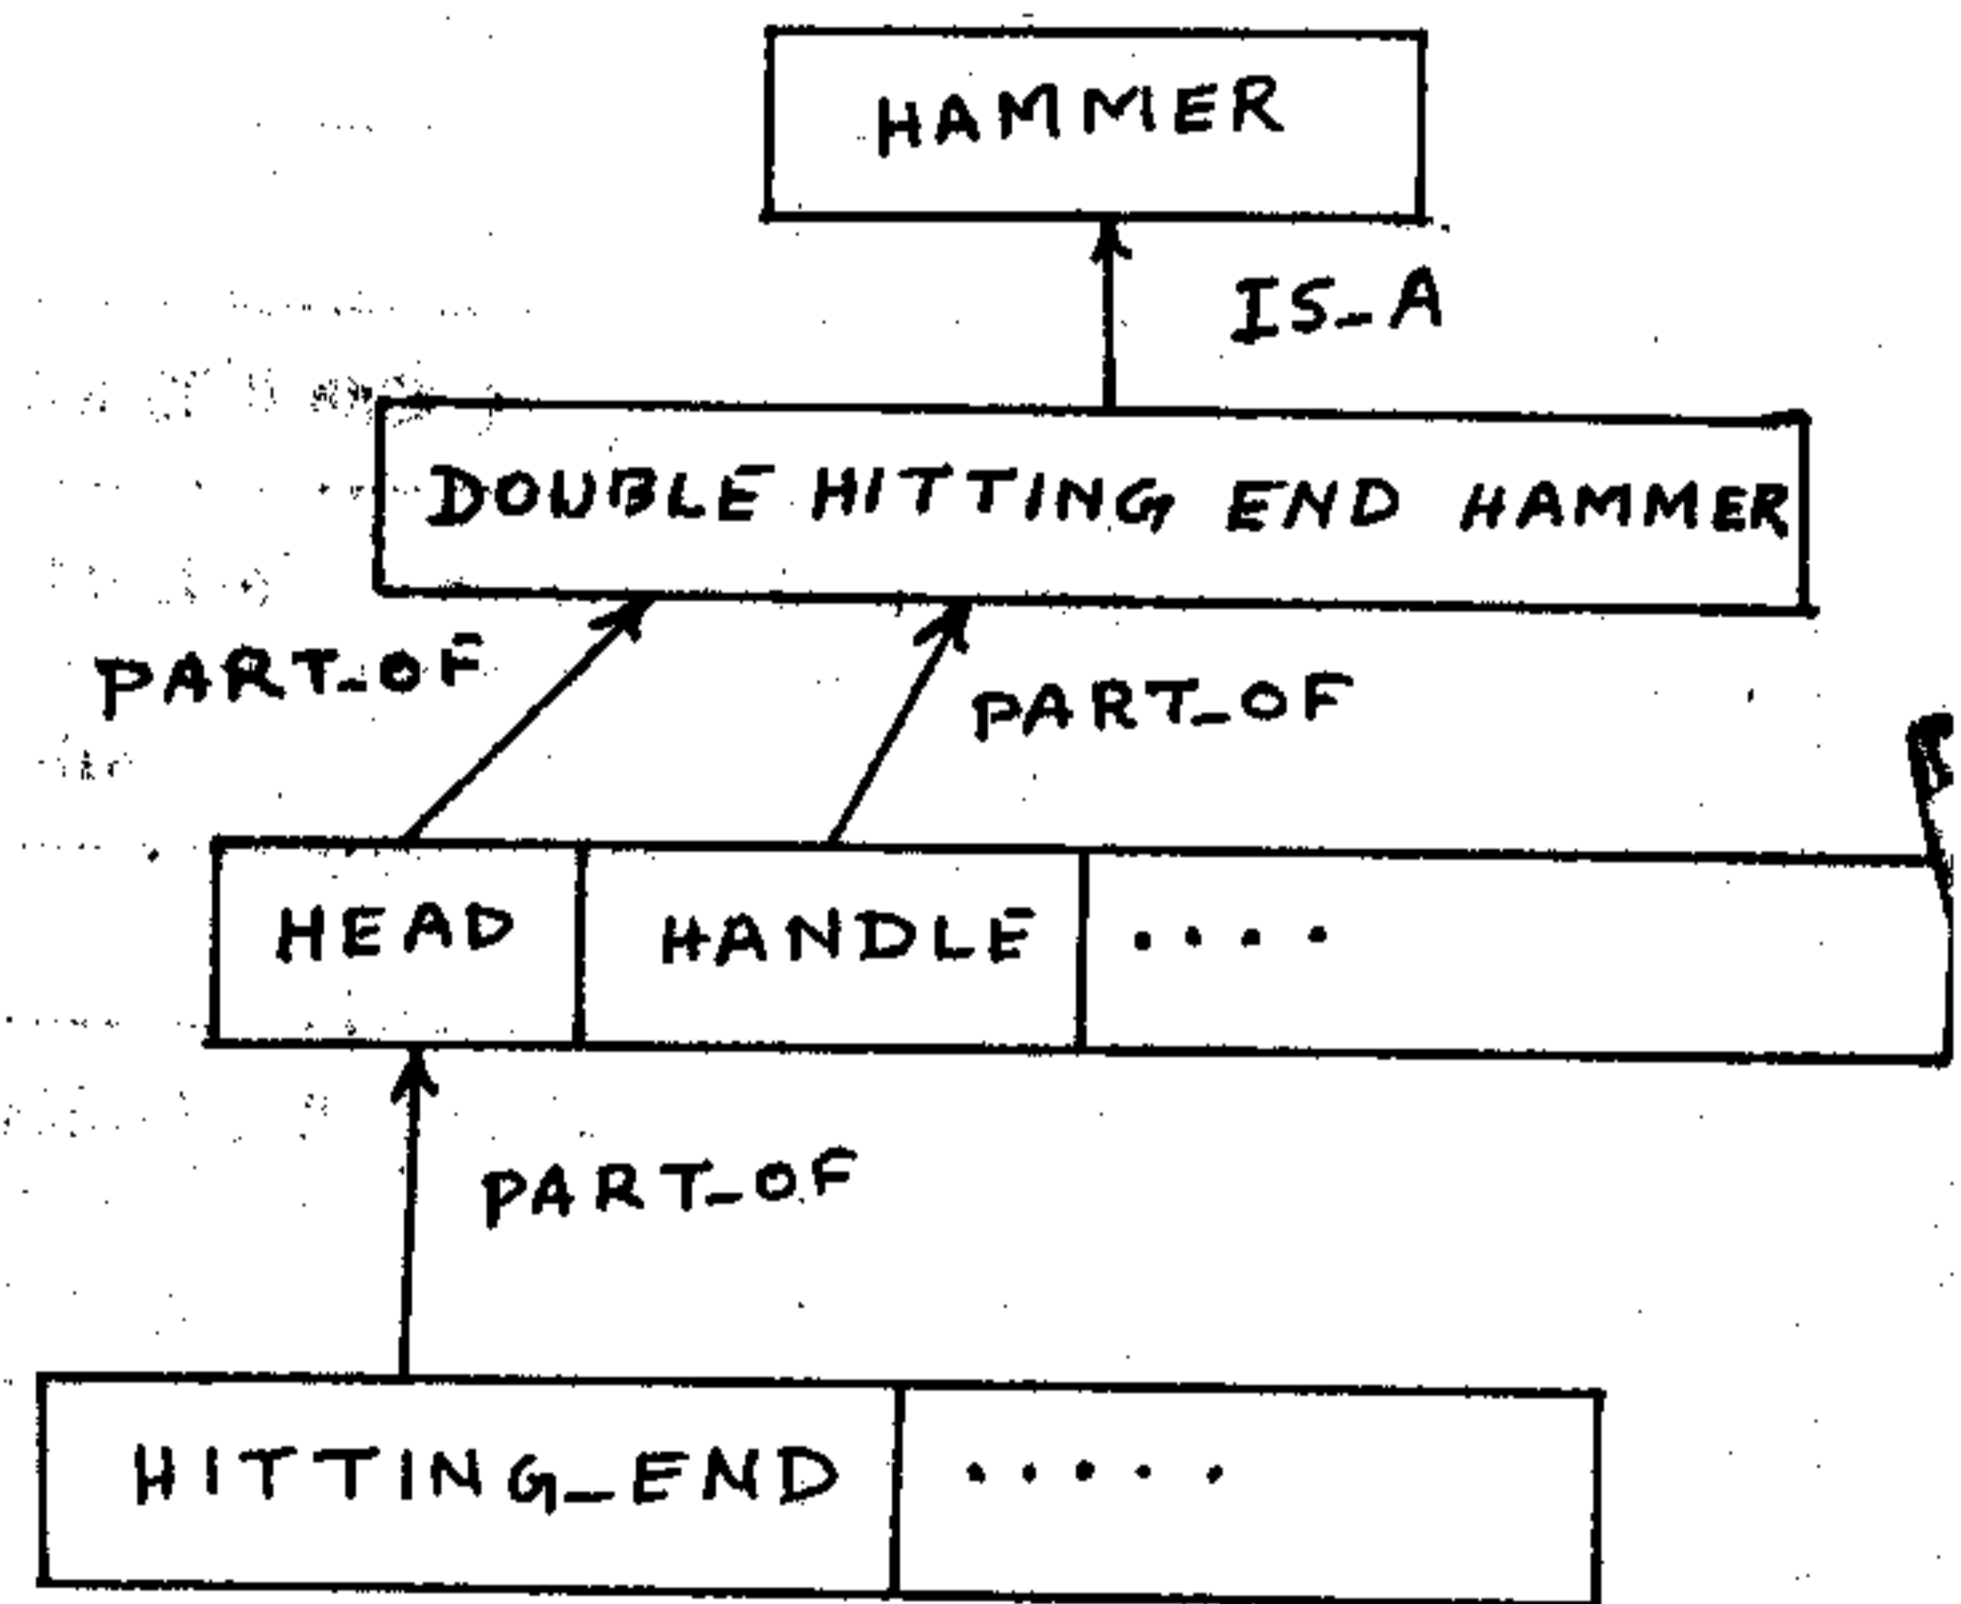 HAMMER
IS_A
DOUBLE HITTING END HAMMER
PART_OF
PART_OF
HEAD HANDLE ....
PART_OF
HITTING_END .....